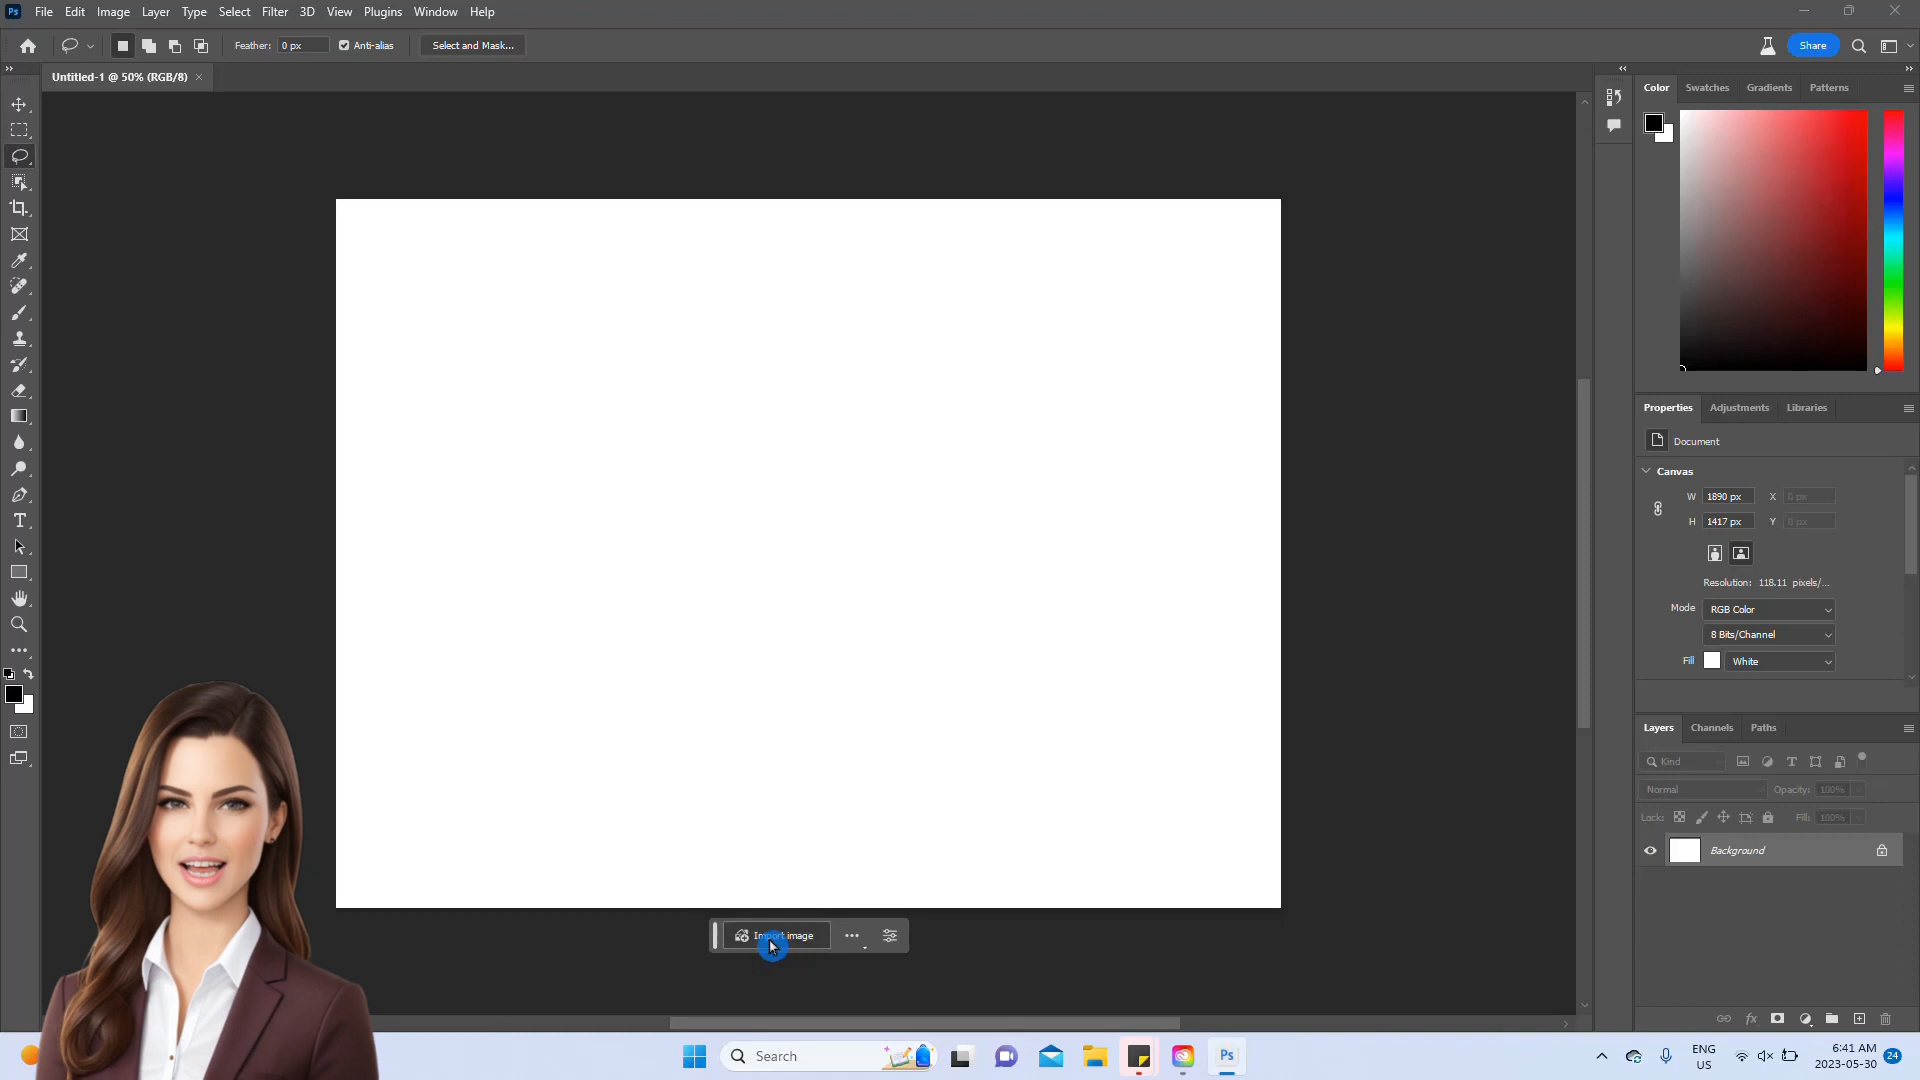 Ps File Edit Image Layer Type Select Filter 3D View Plugins Window Help
Feather: 0 px Anti-alias Select and Mask... Share
Untitled-1 @ 50% (RGB/8) ×
Color Swatches Gradients Patterns
Properties Adjustments Libraries
Document
Canvas
W 1890 px X 0 px
H 1417 px Y 0 px
Resolution: 118.11 pixels/...
Mode RGB Color
8 Bits/Channel
Fill White
Layers Channels Paths
Kind
Normal Opacity: 100%
Lock: Fill: 100%
Background
Import image
Search
Ps
ENG
US
6:41 AM
2023-05-30
24